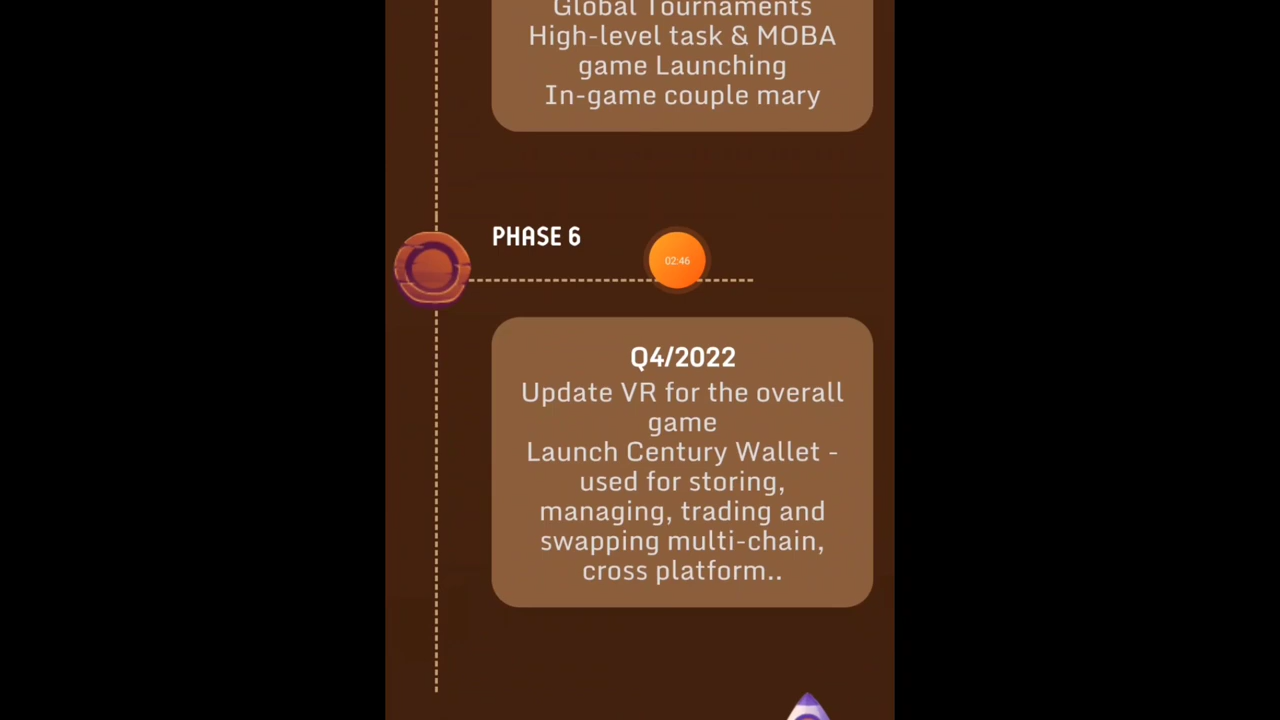 Global Tournaments
High-level task & MOBA
game Launching
In-game couple mary
PHASE 6
02:46
Q4/2022
Update VR for the overall
game
Launch Century Wallet -
used for storing,
managing, trading and
swapping multi-chain,
cross platform..